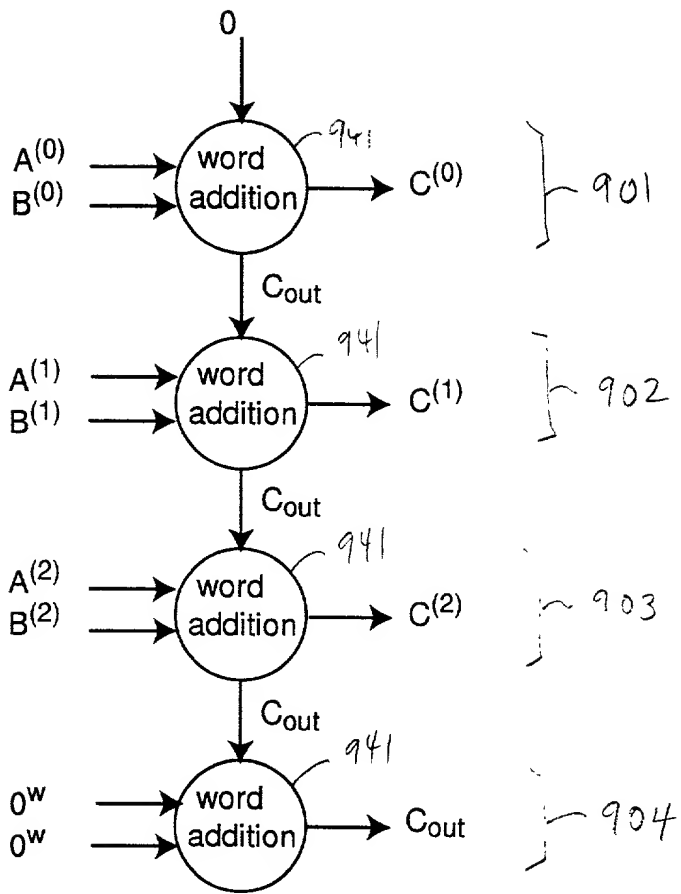 0
941
A(0) word C(0) 901
B(0) addition
Cout
941
A(1) word C(1) 902
B(1) addition
Cout
941
A(2) word C(2) 903
B(2) addition
Cout
941
0w word Cout 904
0w addition